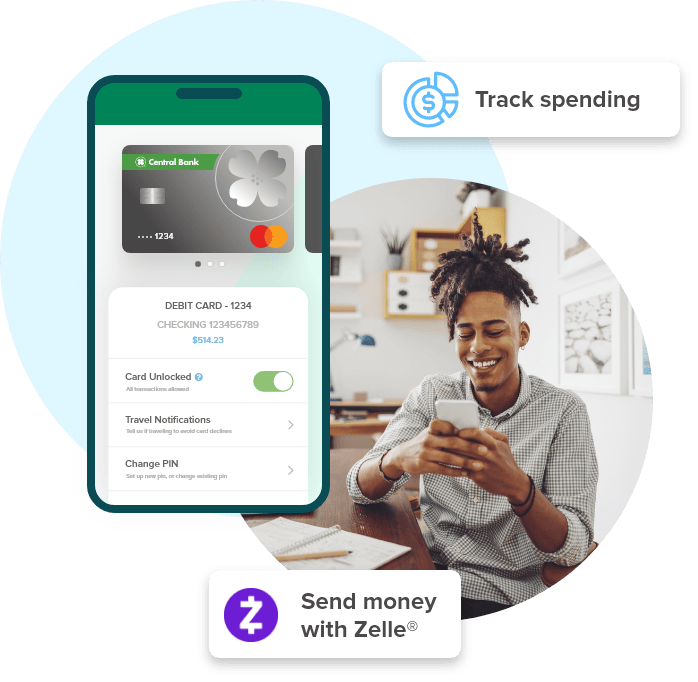 Track spending
Central Bank
•••• 1234
DEBIT CARD - 1234
CHECKING 123456789
$514.23
Card Unlocked ?
All transactions allowed
Travel Notifications
Tell us if traveling to avoid card declines
Change PIN
Set up new pin, or change existing pin
$
Send money
with Zelle®